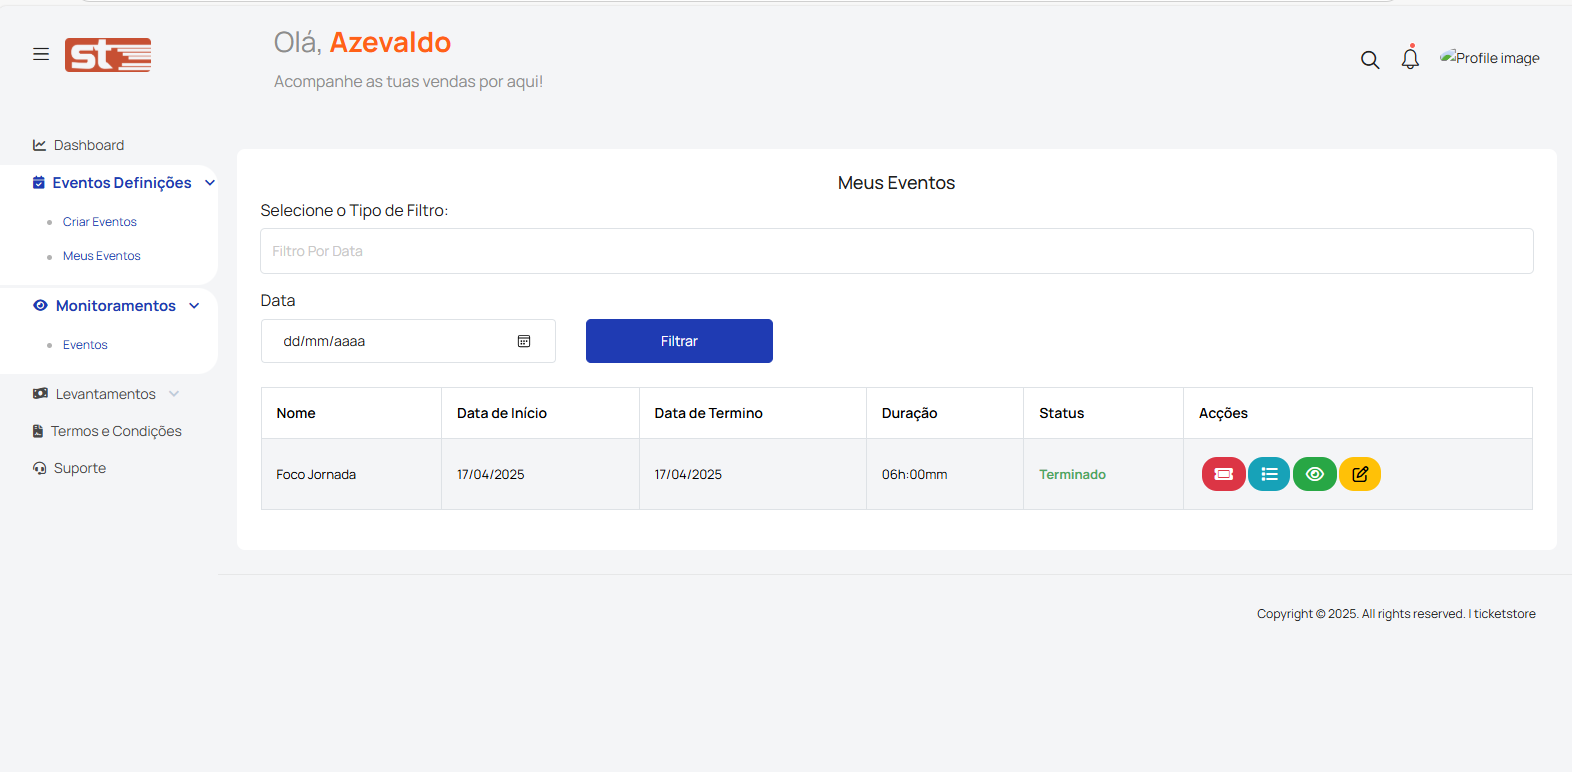 st
Olá, Azevaldo
Acompanhe as tuas vendas por aqui!
Profile image
Dashboard
Eventos Definições
Criar Eventos
Meus Eventos
Monitoramentos
Eventos
Levantamentos
Termos e Condições
Suporte
Meus Eventos
Selecione o Tipo de Filtro:
Filtro Por Data
Data
dd/mm/aaaa
Filtrar
Nome Data de Início Data de Termino Duração Status Acções
Foco Jornada 17/04/2025 17/04/2025 06h:00mm Terminado
Copyright © 2025. All rights reserved. | ticketstore